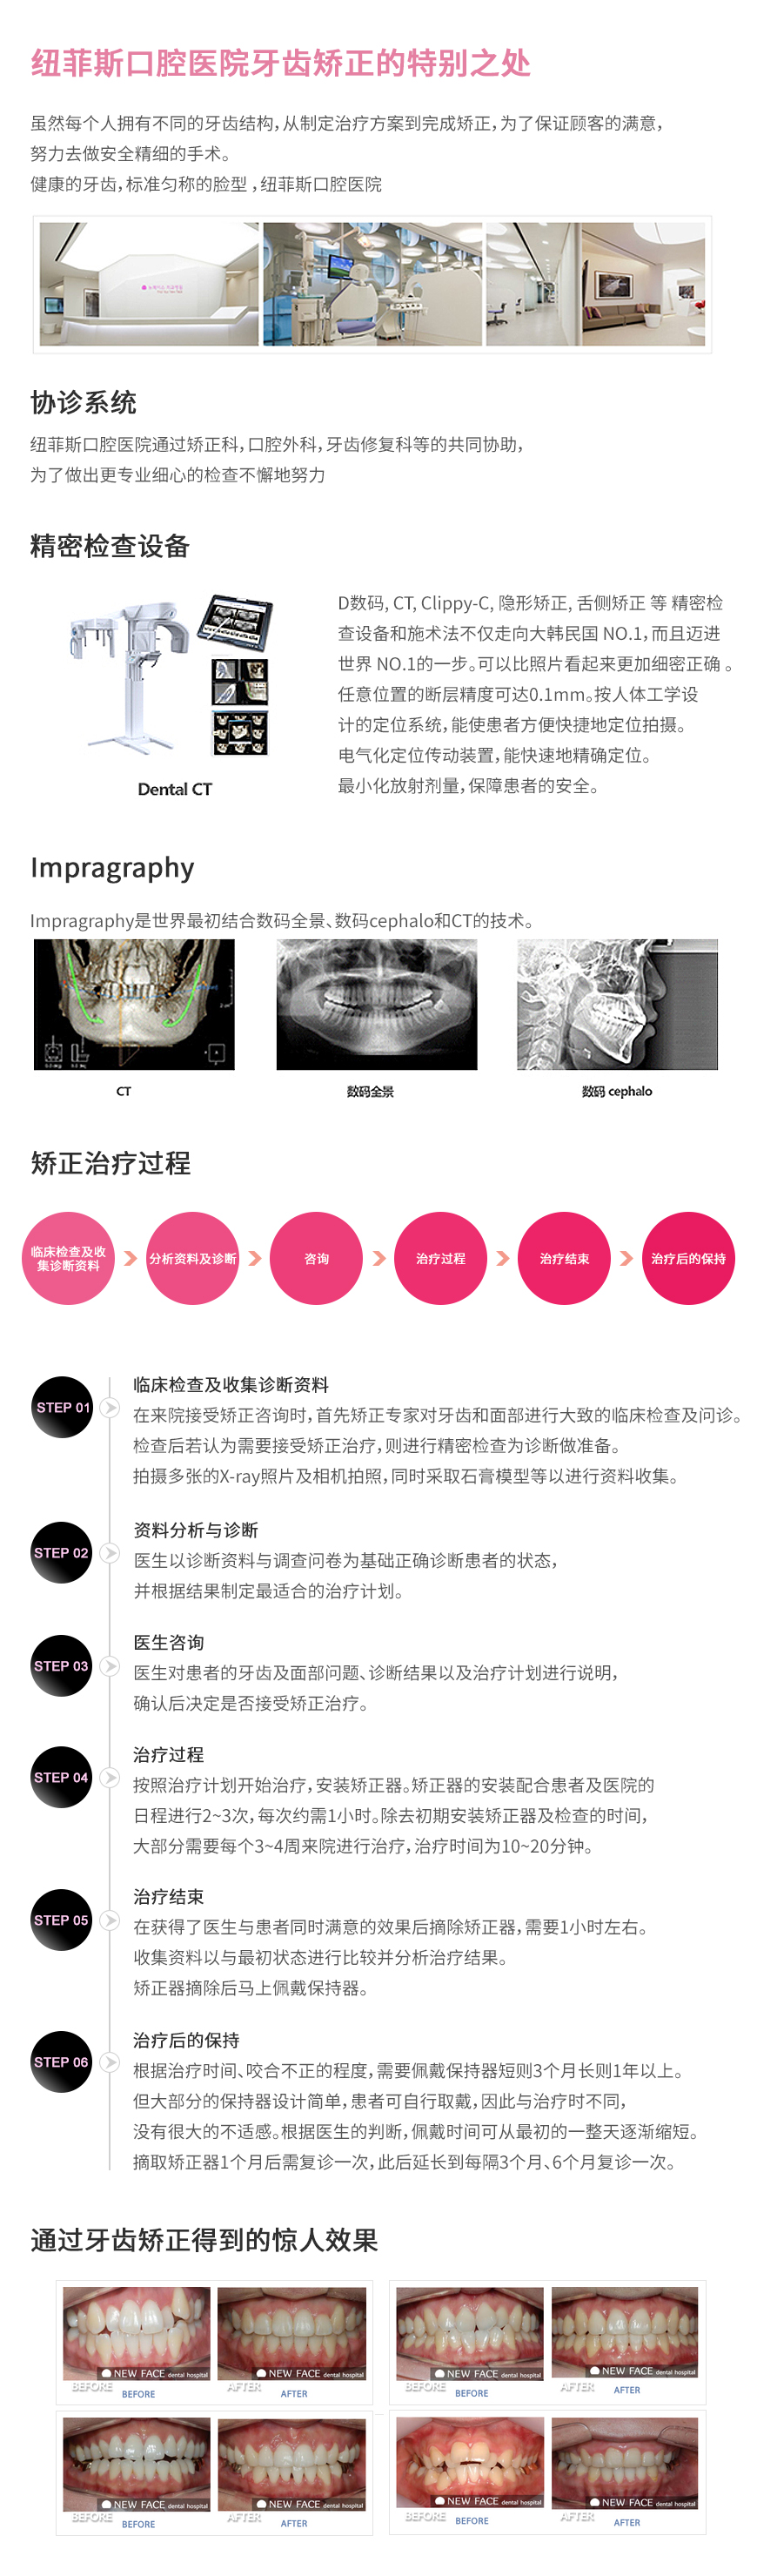 纽菲斯口腔医院牙齿矫正的特别之处
虽然每个人拥有不同的牙齿结构,从制定治疗方案到完成矫正,为了保证顾客的满意,
努力去做安全精细的手术。
健康的牙齿,标准匀称的脸型 ,纽菲斯口腔医院
协诊系统
纽菲斯口腔医院通过矫正科,口腔外科,牙齿修复科等的共同协助,
为了做出更专业细心的检查不懈地努力
精密检查设备
D数码, CT, Clippy-C, 隐形矫正, 舌侧矫正 等 精密检
查设备和施术法不仅走向大韩民国 NO.1,而且迈进
世界 NO.1的一步。可以比照片看起来更加细密正确 。
任意位置的断层精度可达0.1mm。按人体工学设
计的定位系统,能使患者方便快捷地定位拍摄。
电气化定位传动装置,能快速地精确定位。
最小化放射剂量,保障患者的安全。
Dental CT
Impragraphy
Impragraphy是世界最初结合数码全景、数码cephalo和CT的技术。
CT
数码全景
数码 cephalo
矫正治疗过程
临床检查及收
集诊断资料
分析资料及诊断
咨询
治疗过程
治疗结束
治疗后的保持
STEP 01
临床检查及收集诊断资料
在来院接受矫正咨询时,首先矫正专家对牙齿和面部进行大致的临床检查及问诊。
检查后若认为需要接受矫正治疗,则进行精密检查为诊断做准备。
拍摄多张的X-ray照片及相机拍照,同时采取石膏模型等以进行资料收集。
STEP 02
资料分析与诊断
医生以诊断资料与调查问卷为基础正确诊断患者的状态,
并根据结果制定最适合的治疗计划。
STEP 03
医生咨询
医生对患者的牙齿及面部问题、诊断结果以及治疗计划进行说明,
确认后决定是否接受矫正治疗。
STEP 04
治疗过程
按照治疗计划开始治疗,安装矫正器。矫正器的安装配合患者及医院的
日程进行2~3次,每次约需1小时。除去初期安装矫正器及检查的时间,
大部分需要每个3~4周来院进行治疗,治疗时间为10~20分钟。
STEP 05
治疗结束
在获得了医生与患者同时满意的效果后摘除矫正器,需要1小时左右。
收集资料以与最初状态进行比较并分析治疗结果。
矫正器摘除后马上佩戴保持器。
STEP 06
治疗后的保持
根据治疗时间、咬合不正的程度,需要佩戴保持器短则3个月长则1年以上。
但大部分的保持器设计简单,患者可自行取戴,因此与治疗时不同,
没有很大的不适感。根据医生的判断,佩戴时间可从最初的一整天逐渐缩短。
摘取矫正器1个月后需复诊一次,此后延长到每隔3个月、6个月复诊一次。
通过牙齿矫正得到的惊人效果
NEW FACE dental hospital
NEW FACE dental hospital
NEW FACE dental hospital
NEW FACE dental hospital
BEFORE
AFTER
BEFORE
AFTER
BEFORE
AFTER
BEFORE
AFTER
NEW FACE dental hospital
NEW FACE dental hospital
NEW FACE dental hospital
NEW FACE dental hospital
BEFORE
AFTER
BEFORE
AFTER
BEFORE
AFTER
BEFORE
AFTER